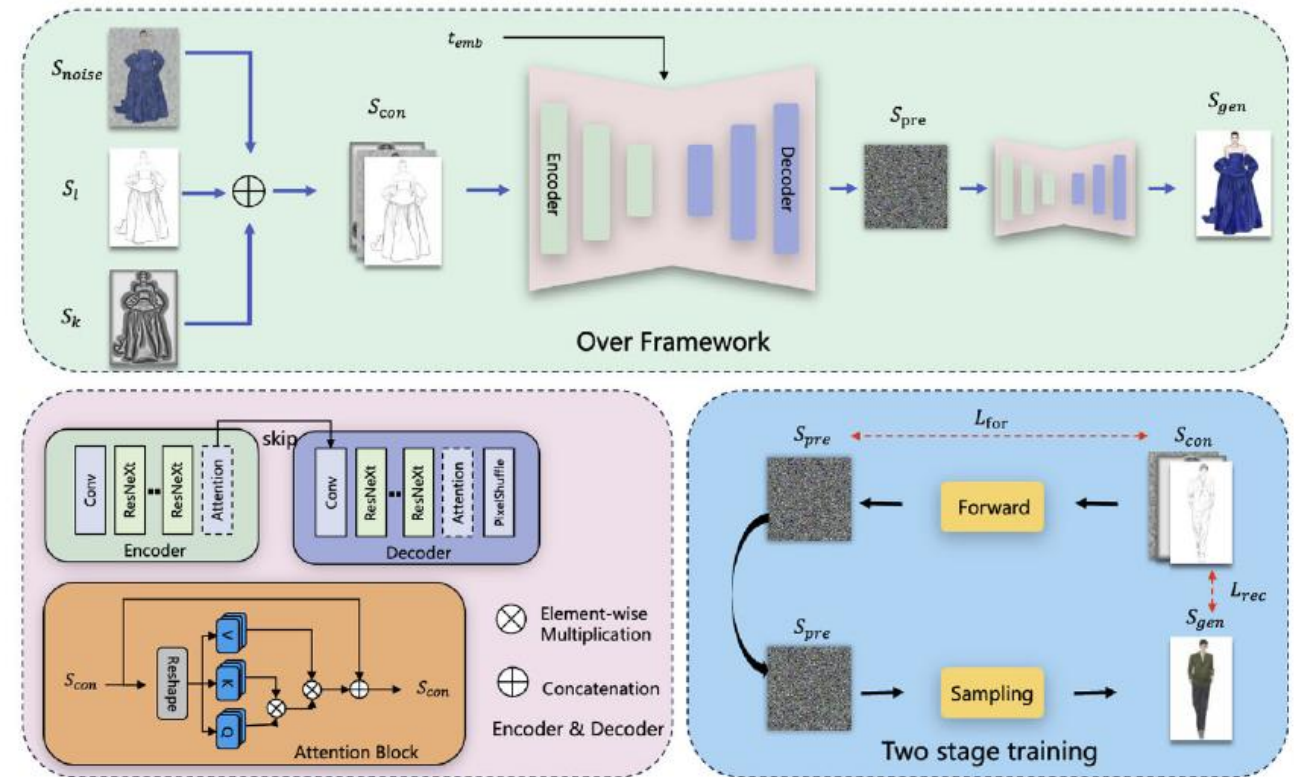 t_emb
S_noise
S_con
S_pre
S_gen
Encoder
Decoder
S_l
S_k
Over Framework
skip
Conv
ResNeXt
ResNeXt
Attention
Conv
ResNeXt
ResNeXt
Attention
PixelShuffle
Encoder
Decoder
S_con
Reshape
V
K
Q
S_con
Attention Block
Element-wise
Multiplication
Concatenation
Encoder & Decoder
S_pre
L_for
S_con
Forward
L_rec
S_gen
S_pre
Sampling
Two stage training